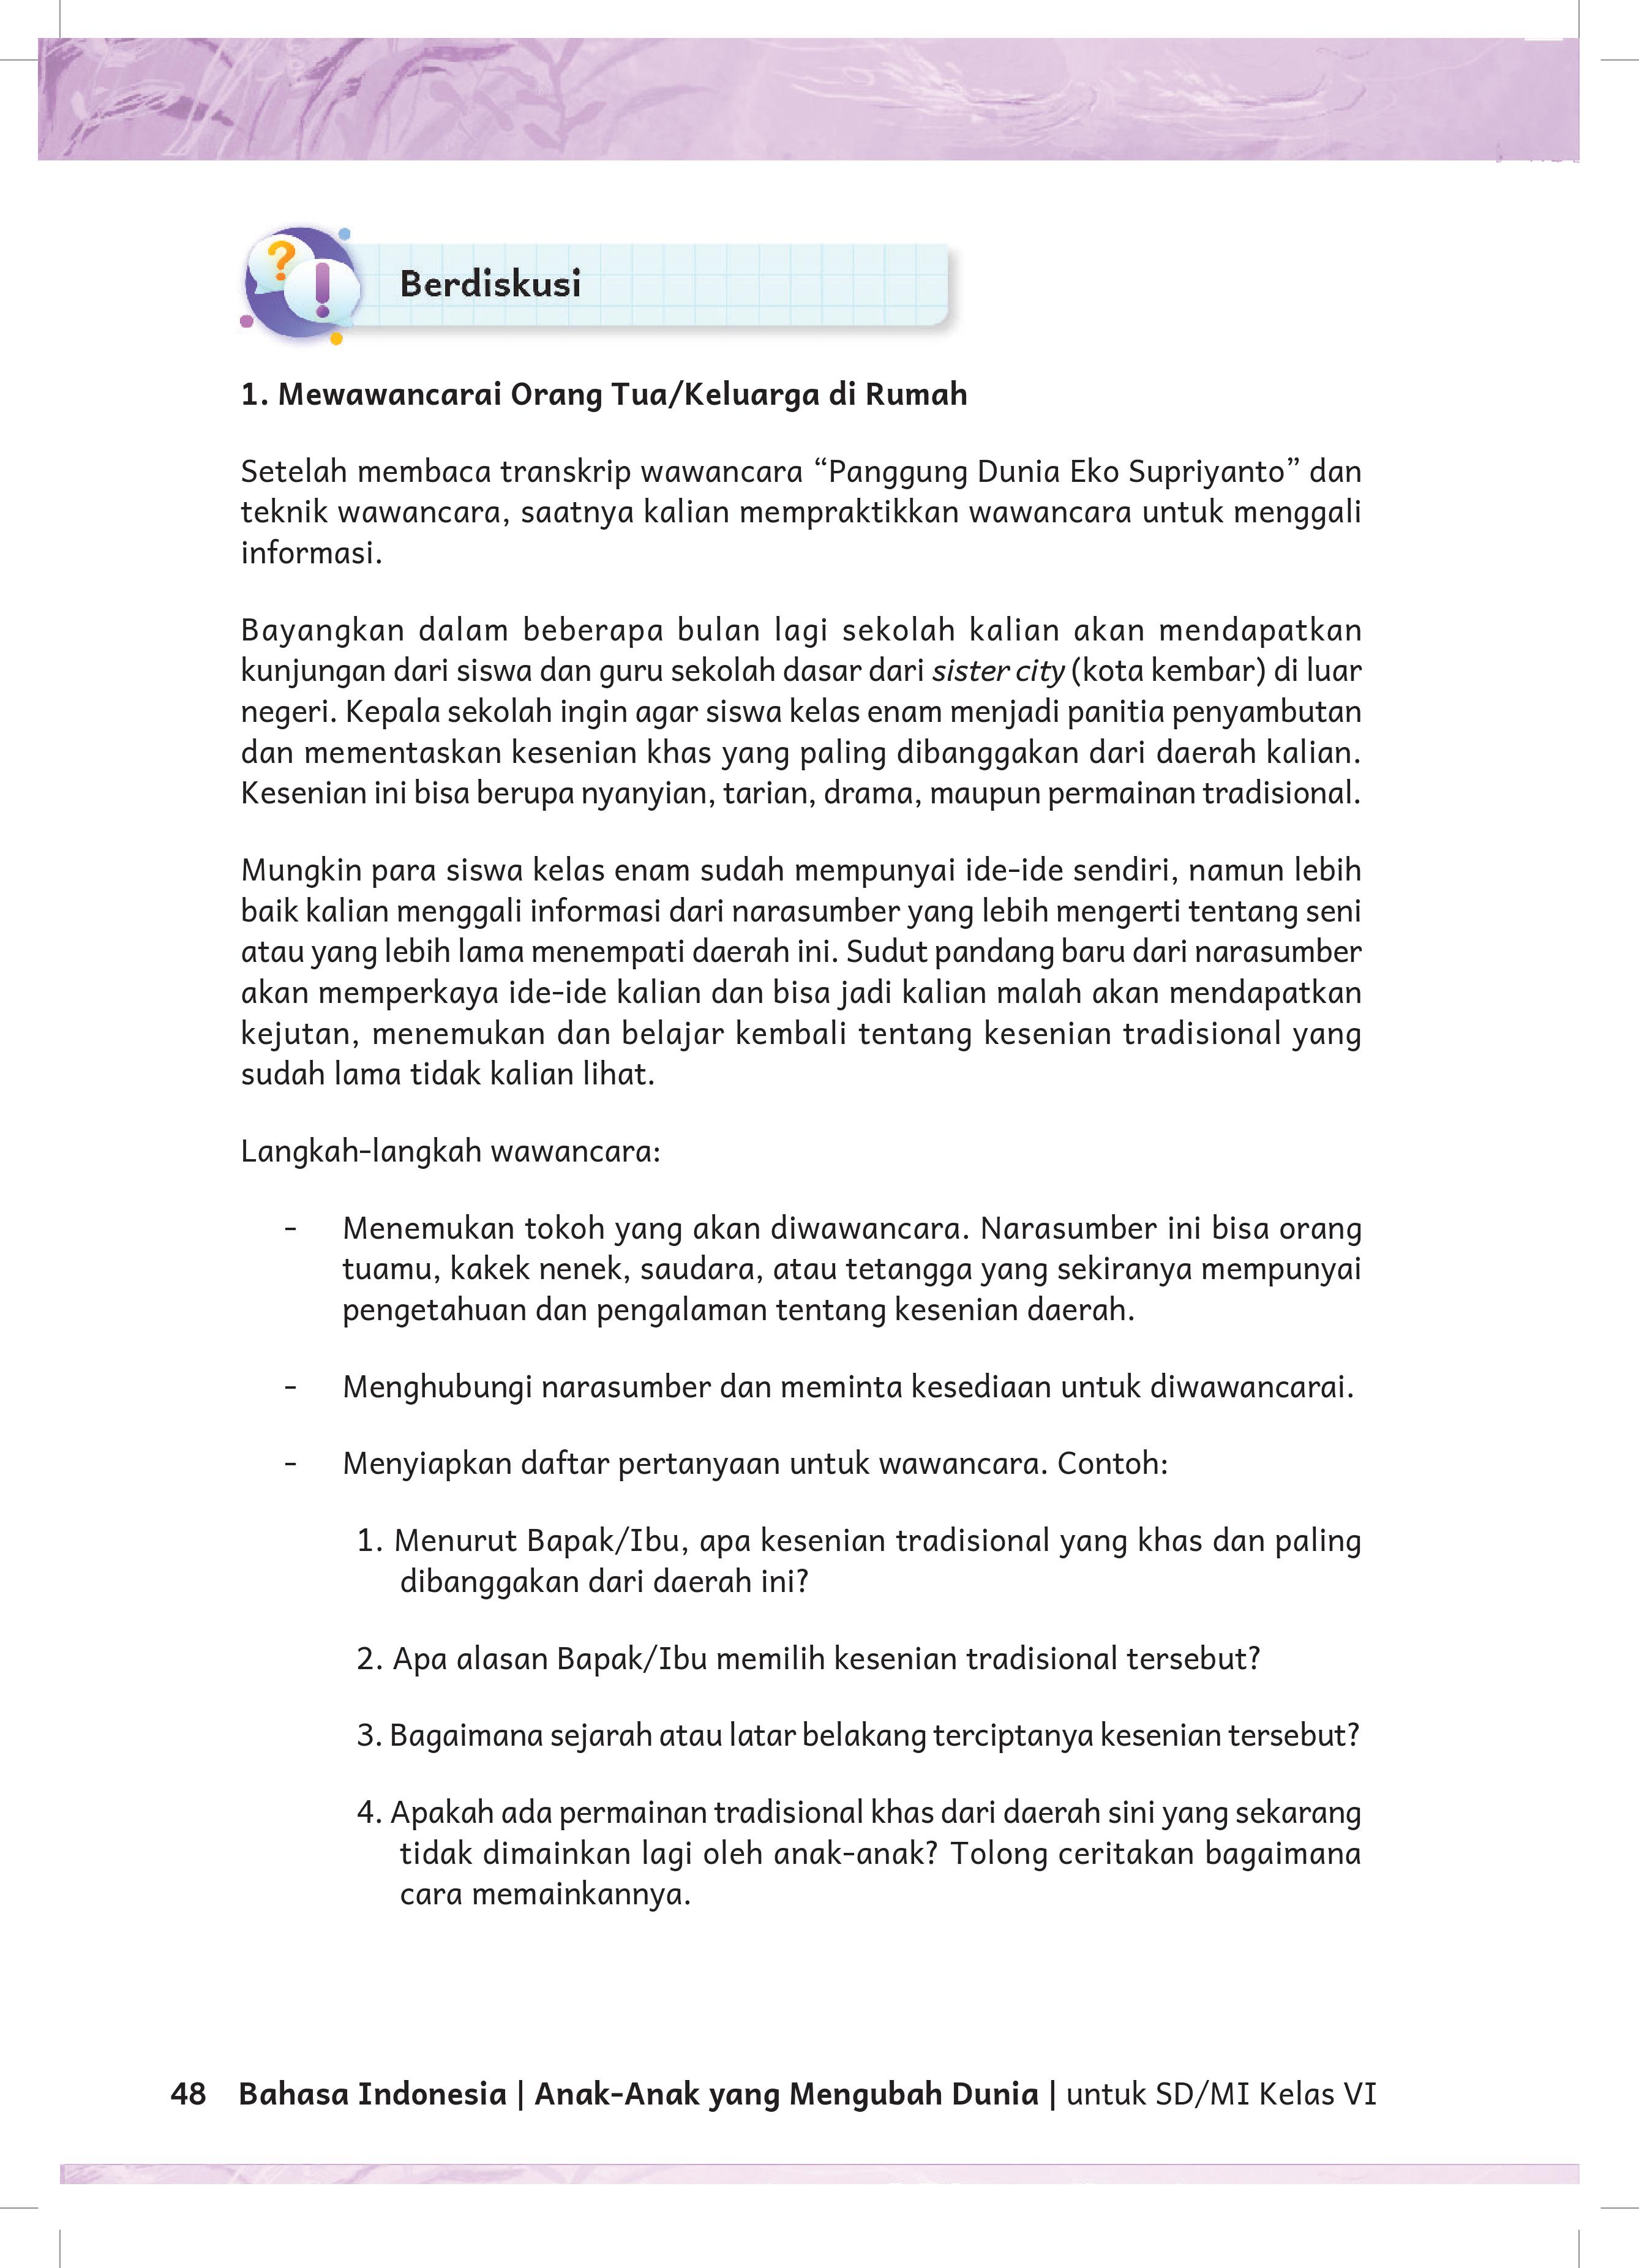 Berdiskusi
1. Mewawancarai Orang Tua/Keluarga di Rumah
Setelah membaca transkrip wawancara “Panggung Dunia Eko Supriyanto” dan
teknik wawancara, saatnya kalian mempraktikkan wawancara untuk menggali
informasi.
Bayangkan dalam beberapa bulan lagi sekolah kalian akan mendapatkan
kunjungan dari siswa dan guru sekolah dasar dari sister city (kota kembar) di luar
negeri. Kepala sekolah ingin agar siswa kelas enam menjadi panitia penyambutan
dan mementaskan kesenian khas yang paling dibanggakan dari daerah kalian.
Kesenian ini bisa berupa nyanyian, tarian, drama, maupun permainan tradisional.
Mungkin para siswa kelas enam sudah mempunyai ide-ide sendiri, namun lebih
baik kalian menggali informasi dari narasumber yang lebih mengerti tentang seni
atau yang lebih lama menempati daerah ini. Sudut pandang baru dari narasumber
akan memperkaya ide-ide kalian dan bisa jadi kalian malah akan mendapatkan
kejutan, menemukan dan belajar kembali tentang kesenian tradisional yang
sudah lama tidak kalian lihat.
Langkah-langkah wawancara:
- Menemukan tokoh yang akan diwawancara. Narasumber ini bisa orang
tuamu, kakek nenek, saudara, atau tetangga yang sekiranya mempunyai
pengetahuan dan pengalaman tentang kesenian daerah.
- Menghubungi narasumber dan meminta kesediaan untuk diwawancarai.
- Menyiapkan daftar pertanyaan untuk wawancara. Contoh:
1. Menurut Bapak/Ibu, apa kesenian tradisional yang khas dan paling
dibanggakan dari daerah ini?
2. Apa alasan Bapak/Ibu memilih kesenian tradisional tersebut?
3. Bagaimana sejarah atau latar belakang terciptanya kesenian tersebut?
4. Apakah ada permainan tradisional khas dari daerah sini yang sekarang
tidak dimainkan lagi oleh anak-anak? Tolong ceritakan bagaimana
cara memainkannya.
48 Bahasa Indonesia | Anak-Anak yang Mengubah Dunia | untuk SD/MI Kelas VI